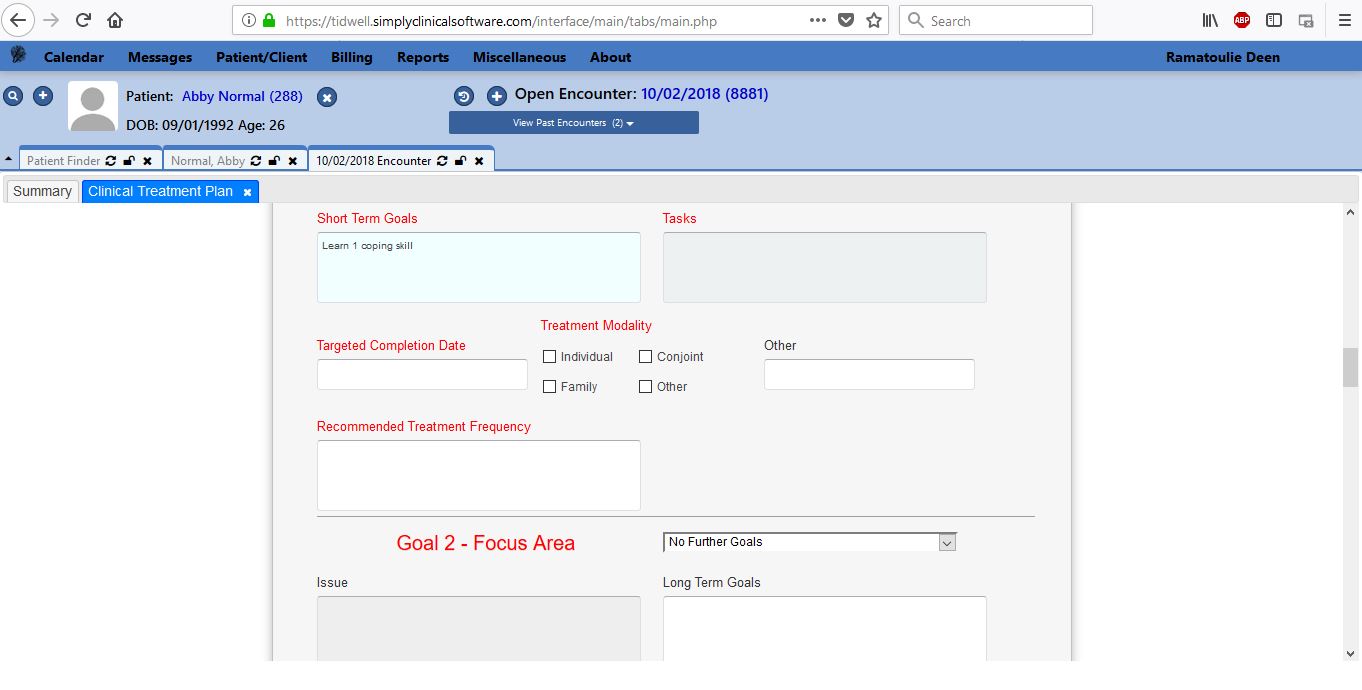 https://tidwell.simplyclinicalsoftware.com/interface/main/tabs/main.php
Search
ABP
Calendar Messages Patient/Client Billing Reports Miscellaneous About Ramatoulie Deen
Patient: Abby Normal (288)
Open Encounter: 10/02/2018 (8881)
DOB: 09/01/1992 Age: 26
View Past Encounters (2)
Patient Finder Normal, Abby 10/02/2018 Encounter
Summary Clinical Treatment Plan
Short Term Goals Tasks
Learn 1 coping skill
Treatment Modality
Targeted Completion Date Other
Individual Conjoint
Family Other
Recommended Treatment Frequency
Goal 2 - Focus Area No Further Goals
Issue Long Term Goals